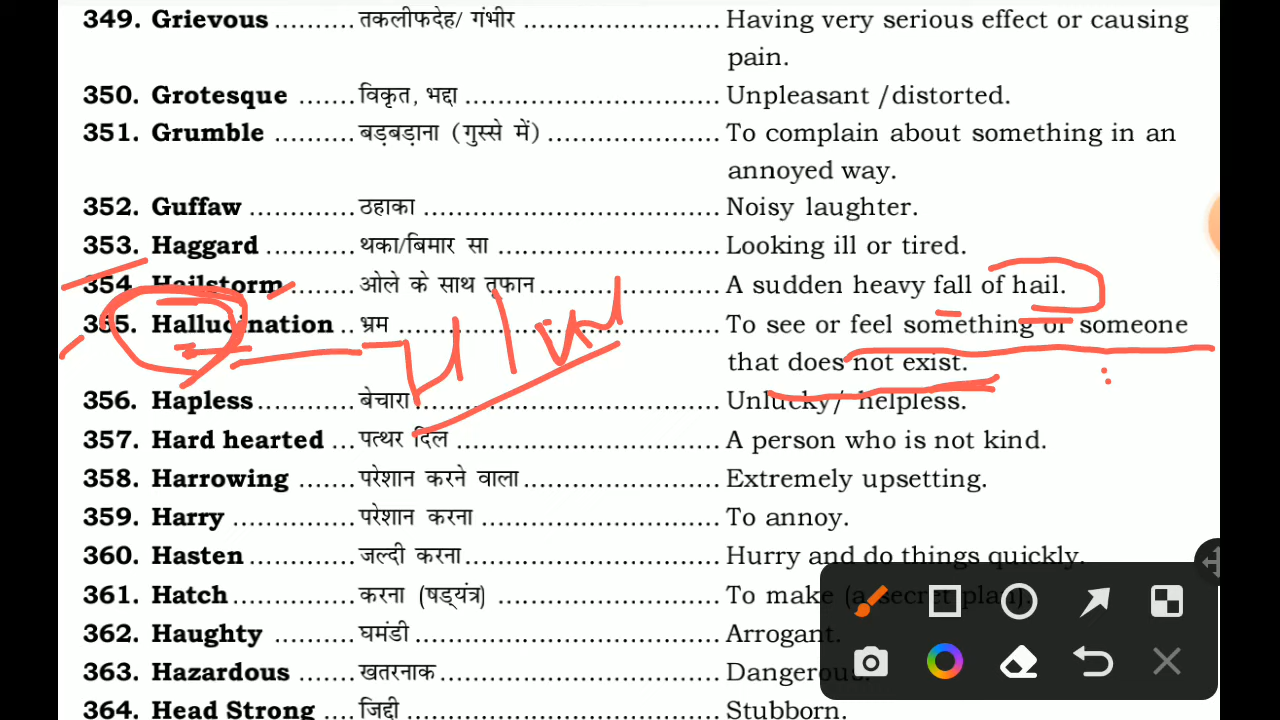 349. Grievous .......... तकलीफदेह/ गंभीर ......................... Having very serious effect or causing
pain.
350. Grotesque ....... विकृत, भद्दा ................................ Unpleasant /distorted.
351. Grumble .......... बड़बड़ाना (गुस्से में) ...................... To complain about something in an
annoyed way.
352. Guffaw ............. ठहाका ..................................... Noisy laughter.
353. Haggard ........... थका/बिमार सा ............................ Looking ill or tired.
354. Hailstorm ........ ओले के साथ तूफान ....................... A sudden heavy fall of hail.
355. Hallucination .. भ्रम ........................................ To see or feel something or someone
that does not exist.
356. Hapless ............ बेचारा ...................................... Unlucky/ helpless.
357. Hard hearted ... पत्थर दिल ................................. A person who is not kind.
358. Harrowing ....... परेशान करने वाला ......................... Extremely upsetting.
359. Harry ............... परेशान करना .............................. To annoy.
360. Hasten ............. जल्दी करना ................................ Hurry and do things quickly.
361. Hatch ............... करना (षड्यंत्र) ............................ To make (a secret plan).
362. Haughty .......... घमंडी ...................................... Arrogant.
363. Hazardous ....... खतरनाक ................................... Dangerous.
364. Head Strong .... जिद्दी ....................................... Stubborn.